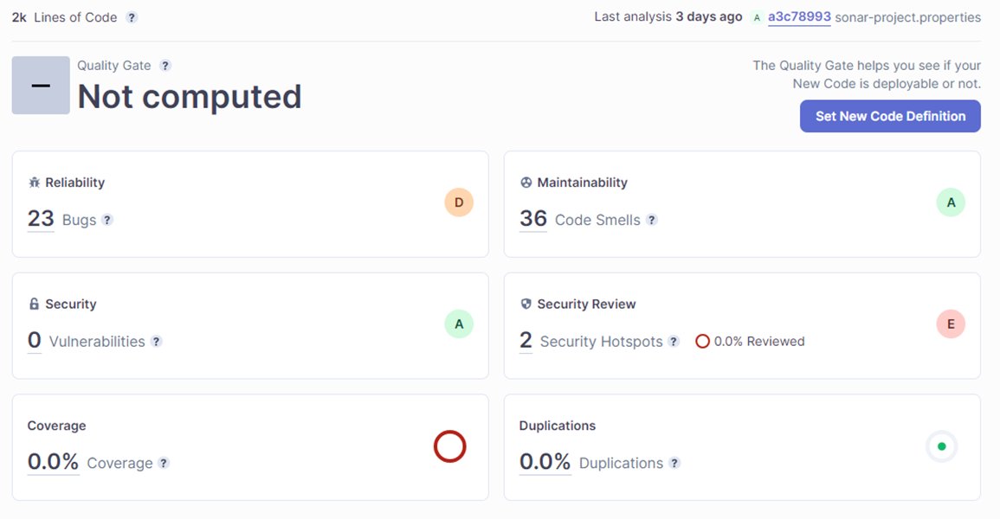 2k Lines of Code ?
Last analysis 3 days ago A a3c78993 sonar-project.properties
Quality Gate ?
Not computed
The Quality Gate helps you see if your
New Code is deployable or not.
Set New Code Definition
Reliability
23 Bugs ?
D
Maintainability
36 Code Smells ?
A
Security
0 Vulnerabilities ?
A
Security Review
2 Security Hotspots ? 0.0% Reviewed
E
Coverage
0.0% Coverage ?
Duplications
0.0% Duplications ?